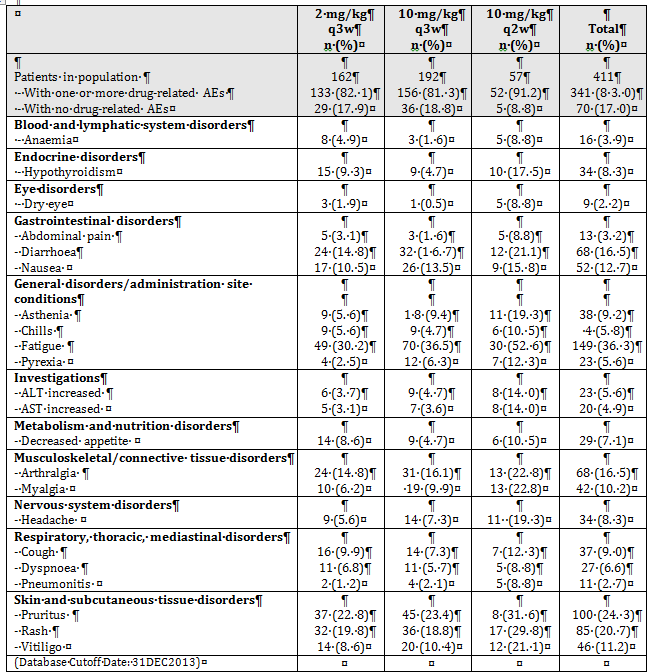 ¤ 2·mg/kg¶ 10·mg/kg¶ 10·mg/kg¶ ¶
q3w¶ q3w¶ q2w¶ Total¶
n·(%)¤ n·(%)¤ n·(%)¤ n·(%)¤
¶ ¶ ¶ ¶ ¶
Patients·in·population·¶ 162¶ 192¶ 57¶ 411¶
--·With·one·or·more·drug-related· AEs·¶ 133·(82.·1)¶ 156·(81.·3)¶ 52·(91.2)¶ 341·(8·3.·0)¶
--·With·no·drug-related· AEs¤ 29·(17.·9)¶ 36·(18.·8)¤ 5·(8.·8)¤ 70·(17.·0)¤
Blood·and·lymphatic·system·disorders¶ ¶ ¶ ¶ ¶
--·Anaemia¤ 8·(4.·9)¤ 3·(1.·6)¤ 5·(8.·8)¤ 16·(3.·9)¤
Endocrine·disorders¶ ¶ ¶ ¶ ¶
--·Hypothyroidism¤ 15·(9.·3)¤ 9·(4.7)¤ 10·(17.·5)¤ 34·(8.·3)¤
Eye·disorders¶ ¶ ¶ ¶ ¶
--·Dry·eye¤ 3·(1.·9)¤ 1·(0.5)¤ 5·(8.·8)¤ 9·(2.·2)¤
Gastrointestinal· disorders¶ ¶ ¶ ¶ ¶
--Abdominal·pain·¶ 5·(3.·1)¶ 3·(1.·6)¶ 5·(8.8)¶ 13·(3.·2)¶
--Diarrhoea¶ 24·(14.·8)¶ 32·(1·6.·7)¶ 12·(21.1)¶ 68·(16.·5)¶
--Nausea· ¤ 17·(10.·5)¤ 26·(13.5)¤ 9·(15.·8)¤ 52·(12.·7)¤
General·disorders/administration· site· ¶ ¶ ¶ ¶
conditions¶ ¶ ¶ ¶ ¶
--Asthenia¶ 9·(5.·6)¶ 1·8·(9.4)¶ 11·(19.·3)¶ 38·(9.·2)¶
--Chills¶ 9·(5.·6)¶ 9·(4.7)¶ 6·(10.·5)¶ ·4·(5.·8)¶
--Fatigue·¶ 49·(30.·2)¶ 70·(36.5)¶ 30·(52.·6)¶ 149·(36.·3)¶
--Pyrexia¤ 4·(2.·5)¤ 12·(6.·3)¤ 7·(12.·3)¤ 23·(5.·6)¤
Investigations¶ ¶ ¶ ¶ ¶
--ALT·increased·¶ 6·(3.·7)¶ 9·(4.·7)¶ 8·(14.·0)¶ 23·(5.·6)¶
--AST·increased· ¤ 5·(3.·1)¤ 7·(3.6)¤ 8·(14.·0)¤ 20·(4.·9)¤
Metabolism·and·nutrition·disorders¶ ¶ ¶ ¶ ¶
--Decreased·appetite· ¤ 14·(8.·6)¤ 9·(4.·7)¤ 6·(10.·5)¤ 29·(7.·1)¤
Musculoskeletal/connective· tissue·disorders¶ ¶ ¶ ¶ ¶
--Arthralgia· ¶ 24·(14.·8)¶ 31·(16.1)¶ 13·(22.·8)¶ 68·(16.·5)¶
--Myalgia·¤ 10·(6.·2)¤ ·19·(9.·9)¤ 13·(22.8)¤ 42·(10.·2)¤
Nervous·system·disorders¶ ¶ ¶ ¶ ¶
--Headache· ¤ 9·(5.6)¤ 14·(7.·3)¤ 11··(19.·3)¤ 34·(8.·3)¤
Respiratory,·thoracic,·mediastinal·disorders¶ ¶ ¶ ¶ ¶
--Cough·¶ 16·(9.·9)¶ 14·(7.3)¶ 7·(12.·3)¶ 37·(9.·0)¶
--Dyspnoea·¶ 11·(6.8)¶ 11·(5.·7)¶ 5·(8.·8)¶ 27·(6.6)¶
--Pneumonitis· ¤ 2·(1.·2)¤ 4·(2.·1)¤ 5·(8.·8)¤ 11·(2.·7)¤
Skin·and·subcutaneous·tissue·disorders¶ ¶ ¶ ¶ ¶
--Pruritus·¶ 37·(22.·8)¶ 45·(23.4)¶ 8·(31.·6)¶ 100·(24.·3)¶
--Rash·¶ 32·(19.·8)¶ 36·(18.8)¶ 17·(29.·8)¶ 85·(20.·7)¶
--Vitiligo¤ 14·(8.·6)¤ 20·(10.·4)¤ 12·(21.·1)¤ 46·(11.2)¤
(Database·Cutoff·Date:·31DEC2013)¤ ¤ ¤ ¤ ¤